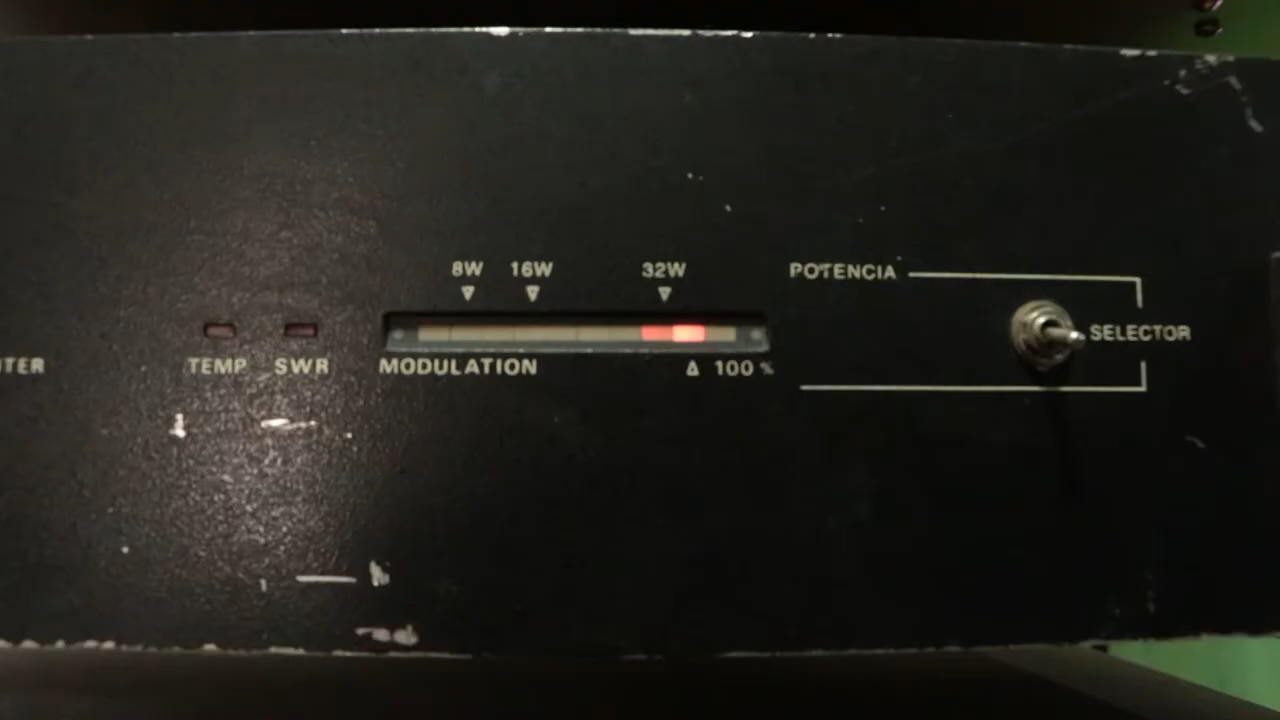 8W 16W 32W
POTENCIA
SELECTOR
TEMP SWR MODULATION Δ 100 %